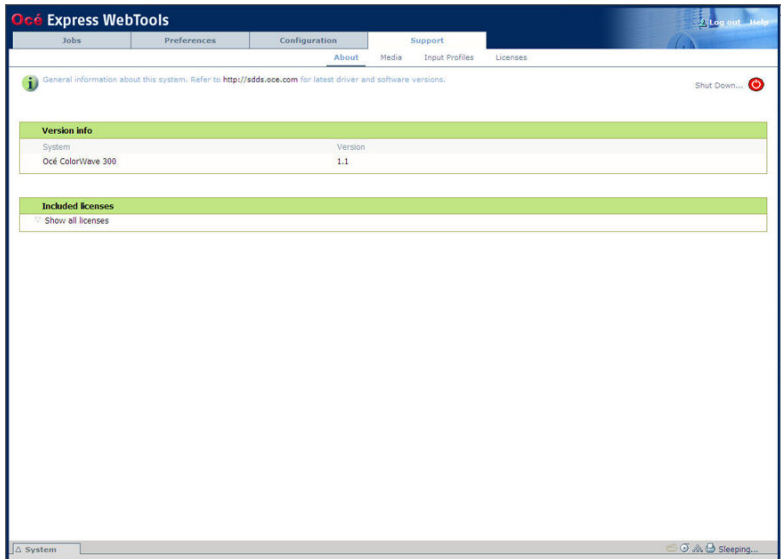 Océ Express WebTools
Log out Help
Jobs Preferences Configuration Support
About Media Input Profiles Licenses
General information about this system. Refer to http://sdds.oce.com for latest driver and software versions.
Shut Down...
Version info
System Version
Océ ColorWave 300 1.1
Included licenses
Show all licenses
System
Sleeping...